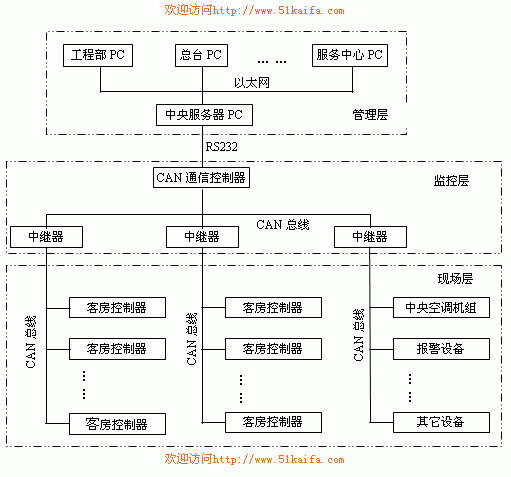 欢迎访问http://www.51kaifa.com
工程部 PC
总台 PC
… …
服务中心 PC
以太网
中央服务器 PC
管理层
RS232
CAN 通信控制器
监控层
CAN 总线
中继器
中继器
中继器
现场层
客房控制器
客房控制器
中央空调机组
CAN 总线
CAN 总线
CAN 总线
客房控制器
客房控制器
报警设备
客房控制器
客房控制器
其它设备
欢迎访问http://www.51kaifa.com